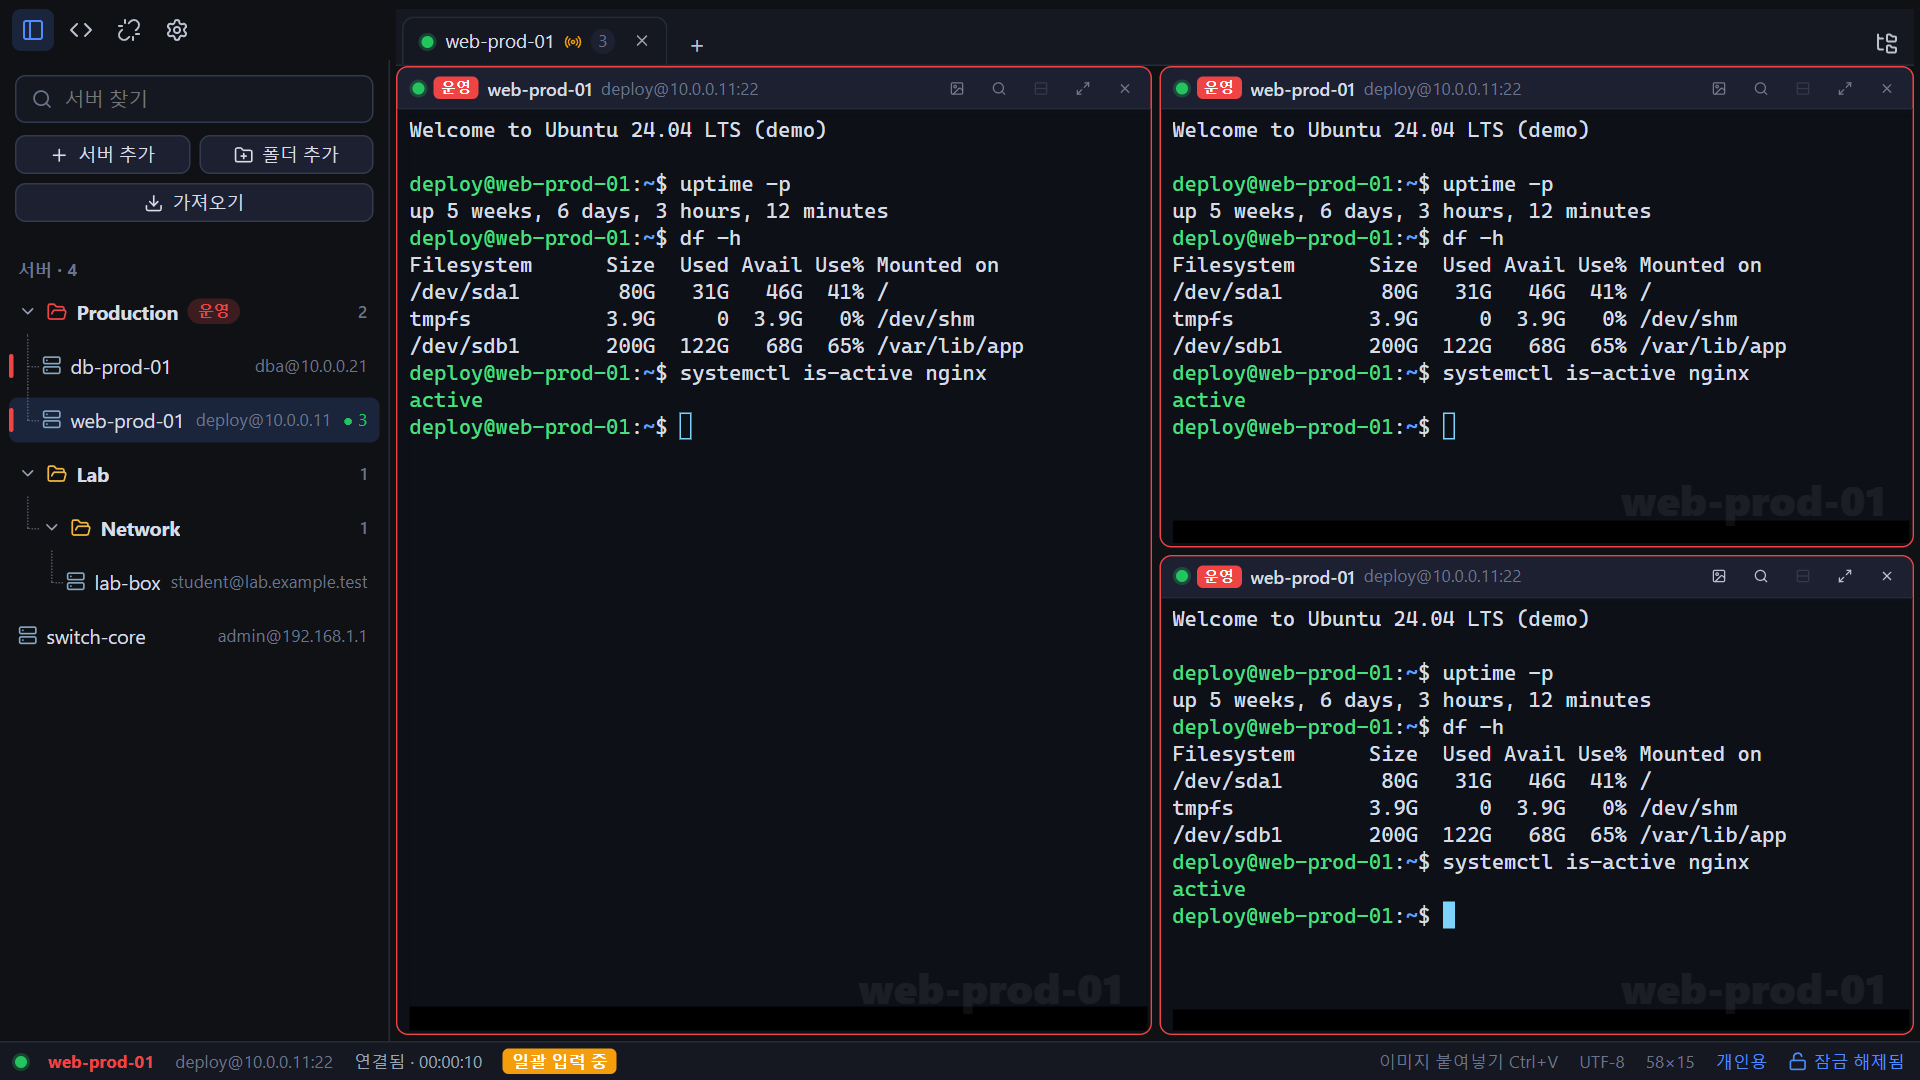 web-prod-01 3
서버 찾기
서버 추가
폴더 추가
가져오기
서버 · 4
Production 운영 2
db-prod-01 dba@10.0.0.21
web-prod-01 deploy@10.0.0.11 3
Lab 1
Network 1
lab-box student@lab.example.test
switch-core admin@192.168.1.1
운영 web-prod-01 deploy@10.0.0.11:22
Welcome to Ubuntu 24.04 LTS (demo)
deploy@web-prod-01:~$ uptime -p
up 5 weeks, 6 days, 3 hours, 12 minutes
deploy@web-prod-01:~$ df -h
Filesystem Size Used Avail Use% Mounted on
/dev/sda1 80G 31G 46G 41% /
tmpfs 3.9G 0 3.9G 0% /dev/shm
/dev/sdb1 200G 122G 68G 65% /var/lib/app
deploy@web-prod-01:~$ systemctl is-active nginx
active
deploy@web-prod-01:~$
web-prod-01
운영 web-prod-01 deploy@10.0.0.11:22
Welcome to Ubuntu 24.04 LTS (demo)
deploy@web-prod-01:~$ uptime -p
up 5 weeks, 6 days, 3 hours, 12 minutes
deploy@web-prod-01:~$ df -h
Filesystem Size Used Avail Use% Mounted on
/dev/sda1 80G 31G 46G 41% /
tmpfs 3.9G 0 3.9G 0% /dev/shm
/dev/sdb1 200G 122G 68G 65% /var/lib/app
deploy@web-prod-01:~$ systemctl is-active nginx
active
deploy@web-prod-01:~$
web-prod-01
운영 web-prod-01 deploy@10.0.0.11:22
Welcome to Ubuntu 24.04 LTS (demo)
deploy@web-prod-01:~$ uptime -p
up 5 weeks, 6 days, 3 hours, 12 minutes
deploy@web-prod-01:~$ df -h
Filesystem Size Used Avail Use% Mounted on
/dev/sda1 80G 31G 46G 41% /
tmpfs 3.9G 0 3.9G 0% /dev/shm
/dev/sdb1 200G 122G 68G 65% /var/lib/app
deploy@web-prod-01:~$ systemctl is-active nginx
active
deploy@web-prod-01:~$
web-prod-01
web-prod-01 deploy@10.0.0.11:22 연결됨 · 00:00:10 일괄 입력 중 이미지 붙여넣기 Ctrl+V UTF-8 58×15 개인용 잠금 해제됨